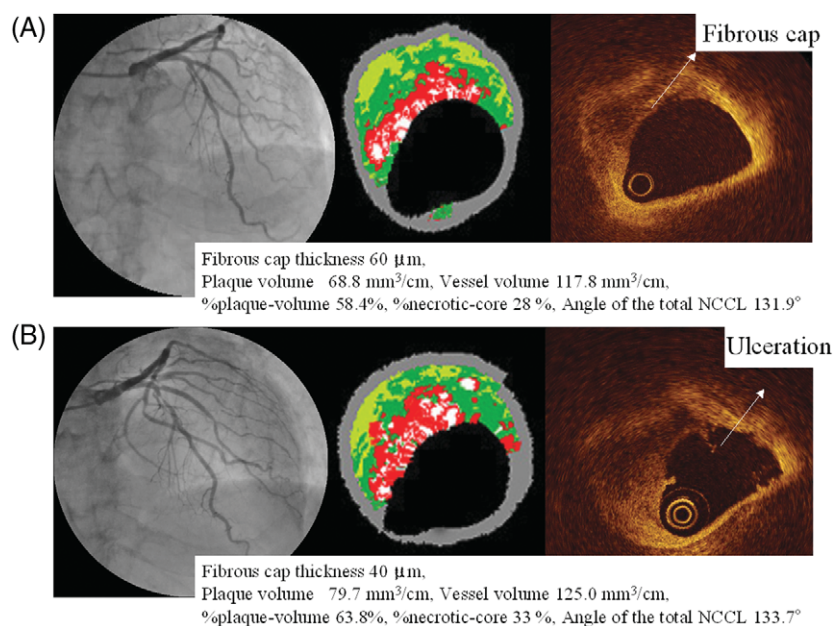 (A)
Fibrous cap
Fibrous cap thickness 60 μm,
Plaque volume 68.8 mm³/cm, Vessel volume 117.8 mm³/cm,
%plaque-volume 58.4%, %necrotic-core 28 %, Angle of the total NCCL 131.9°
(B)
Ulceration
Fibrous cap thickness 40 μm,
Plaque volume 79.7 mm³/cm, Vessel volume 125.0 mm³/cm,
%plaque-volume 63.8%, %necrotic-core 33 %, Angle of the total NCCL 133.7°